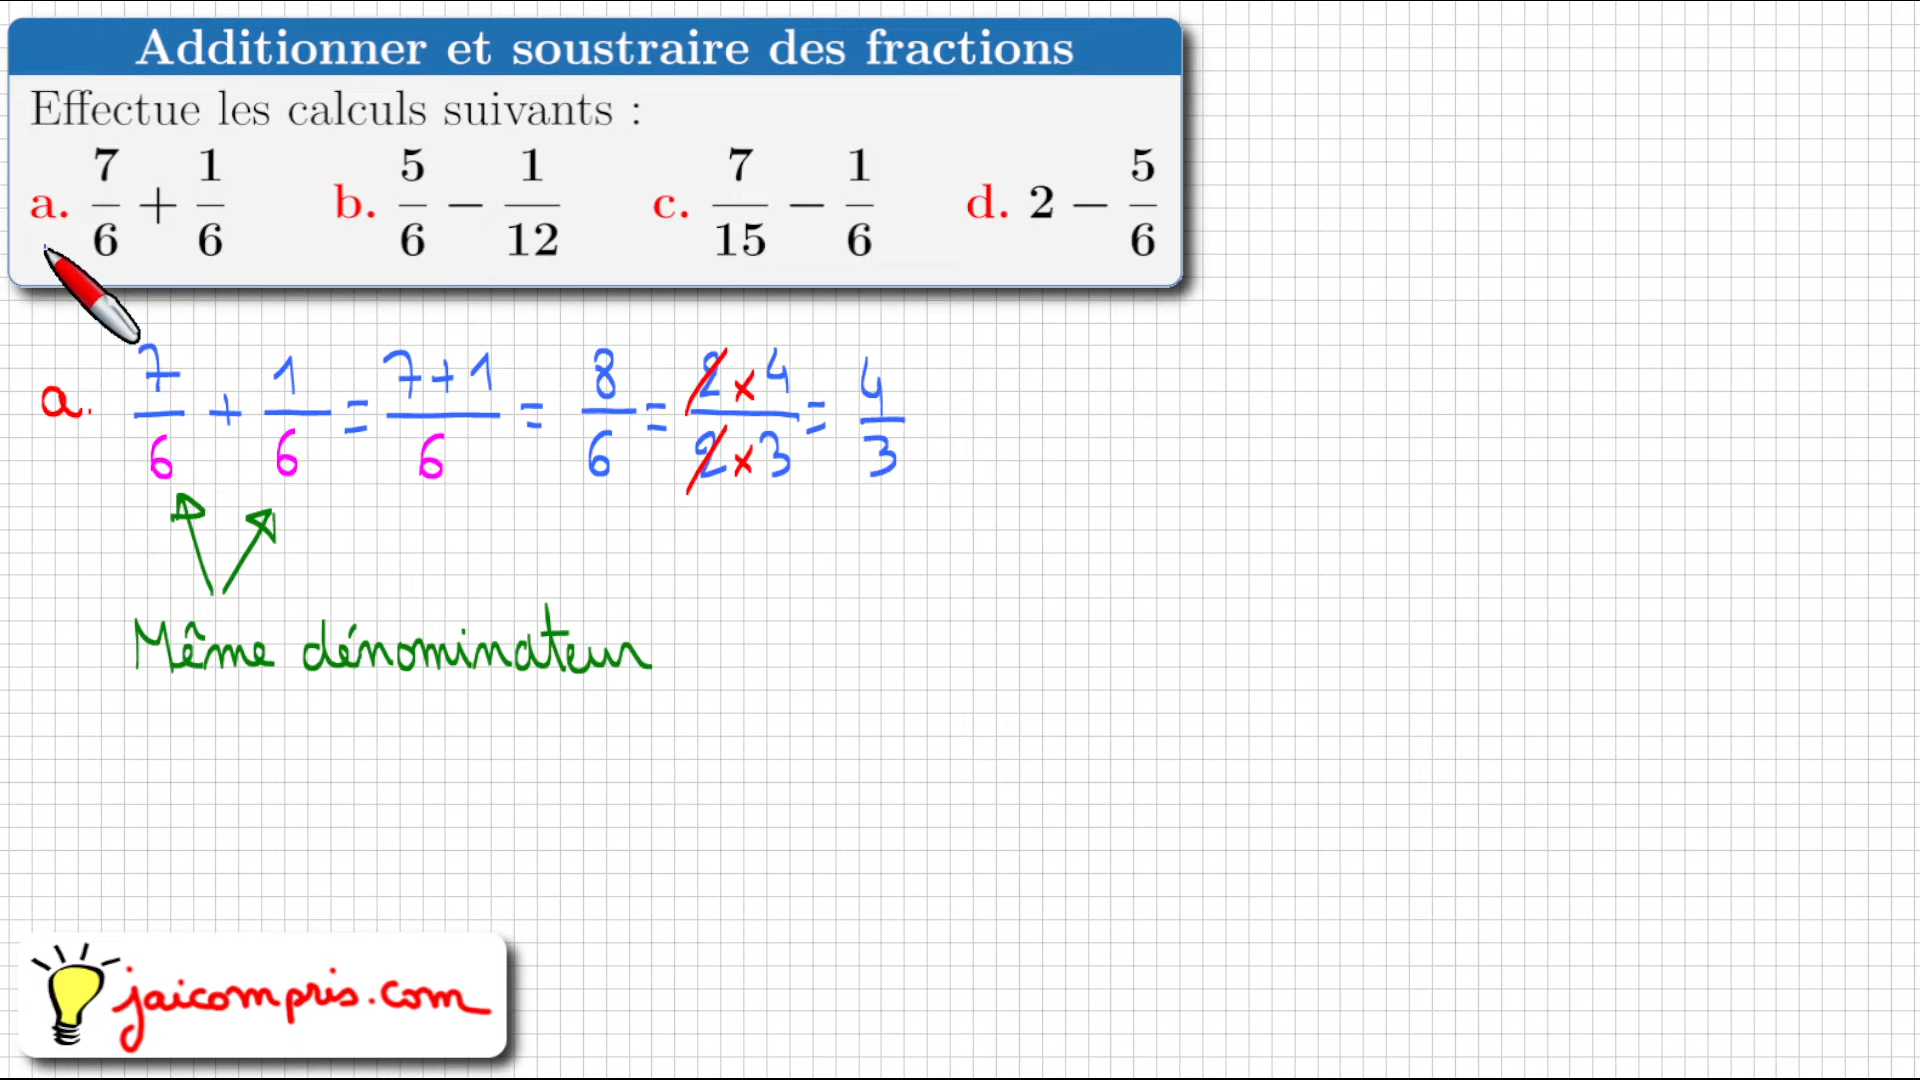 Additionner et soustraire des fractions
Effectue les calculs suivants :
a. 7/6 + 1/6 b. 5/6 − 1/12 c. 7/15 − 1/6 d. 2 − 5/6
a. 7/6 + 1/6 = 7+1/6 = 8/6 = 2×4/2×3 = 4/3
Même dénominateur
jaicompris.com